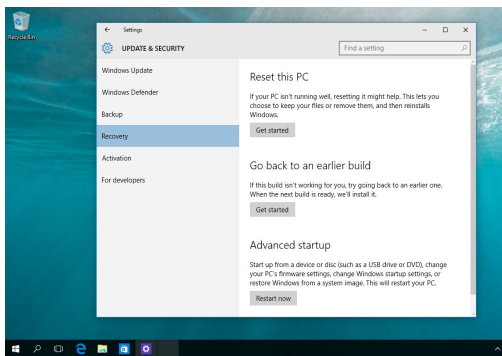 Recycle Bin
Settings
UPDATE & SECURITY
Find a setting
Windows Update
Windows Defender
Backup
Recovery
Activation
For developers
Reset this PC
If your PC isn't running well, resetting it might help. This lets you
choose to keep your files or remove them, and then reinstalls
Windows.
Get started
Go back to an earlier build
If this build isn't working for you, try going back to an earlier one.
When the next build is ready, we'll install it.
Get started
Advanced startup
Start up from a device or disc (such as a USB drive or DVD), change
your PC's firmware settings, change Windows startup settings, or
restore Windows from a system image. This will restart your PC.
Restart now